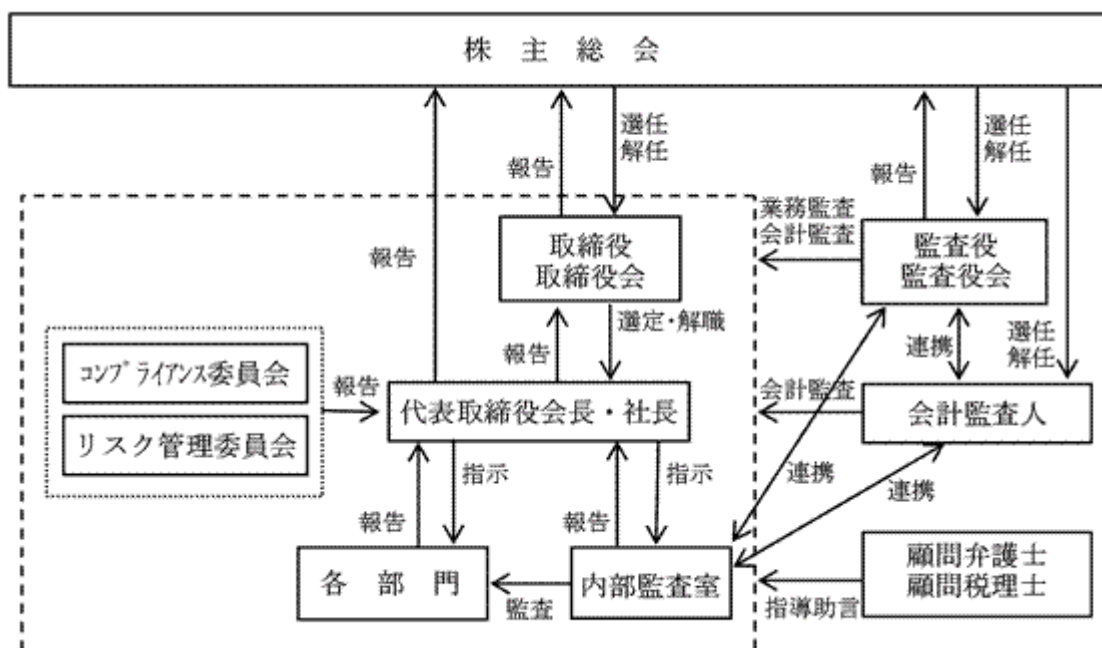 株主総会
選任
解任
選任
解任
報告
報告
業務監査
会計監査
取締役
取締役会
監査役
監査役会
報告
選定・解職
選任
解任
報告
連携
コンプライアンス委員会
報告
会計監査
代表取締役会長・社長
会計監査人
リスク管理委員会
指示
指示
連携
連携
報告
報告
各部門
内部監査室
顧問弁護士
顧問税理士
監査
指導助言